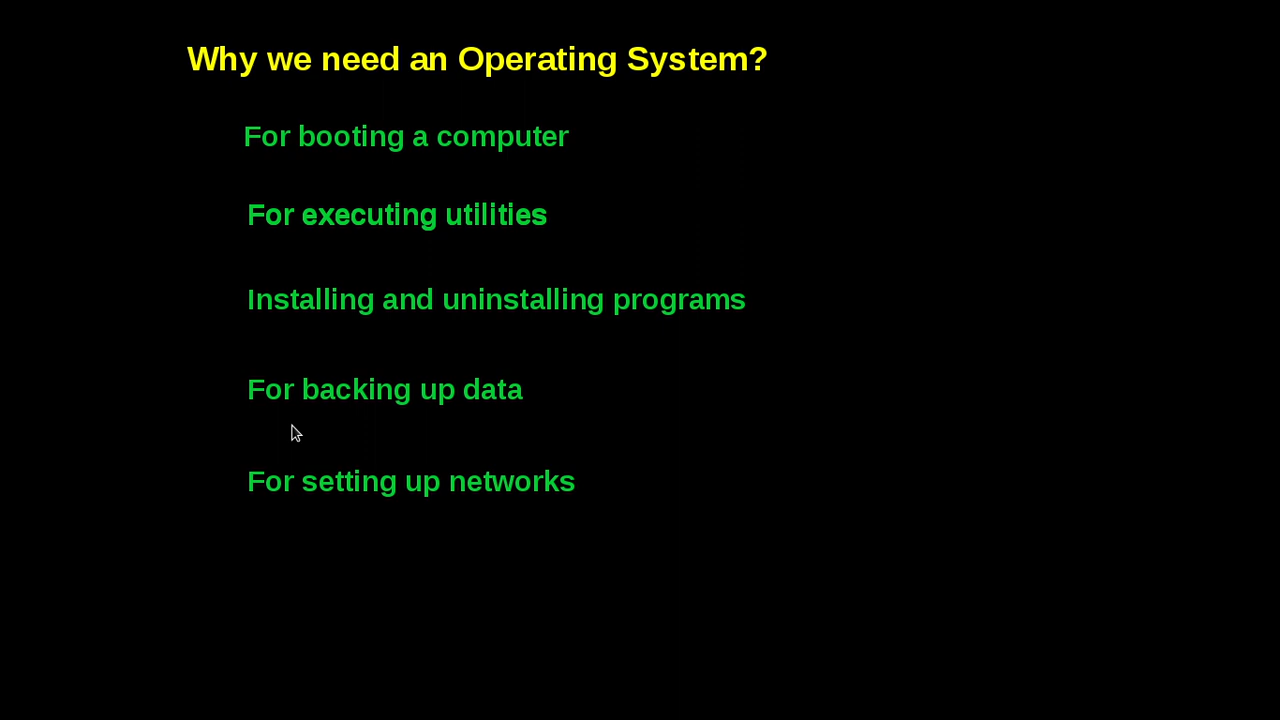 Why we need an Operating System?
For booting a computer
For executing utilities
Installing and uninstalling programs
For backing up data
For setting up networks